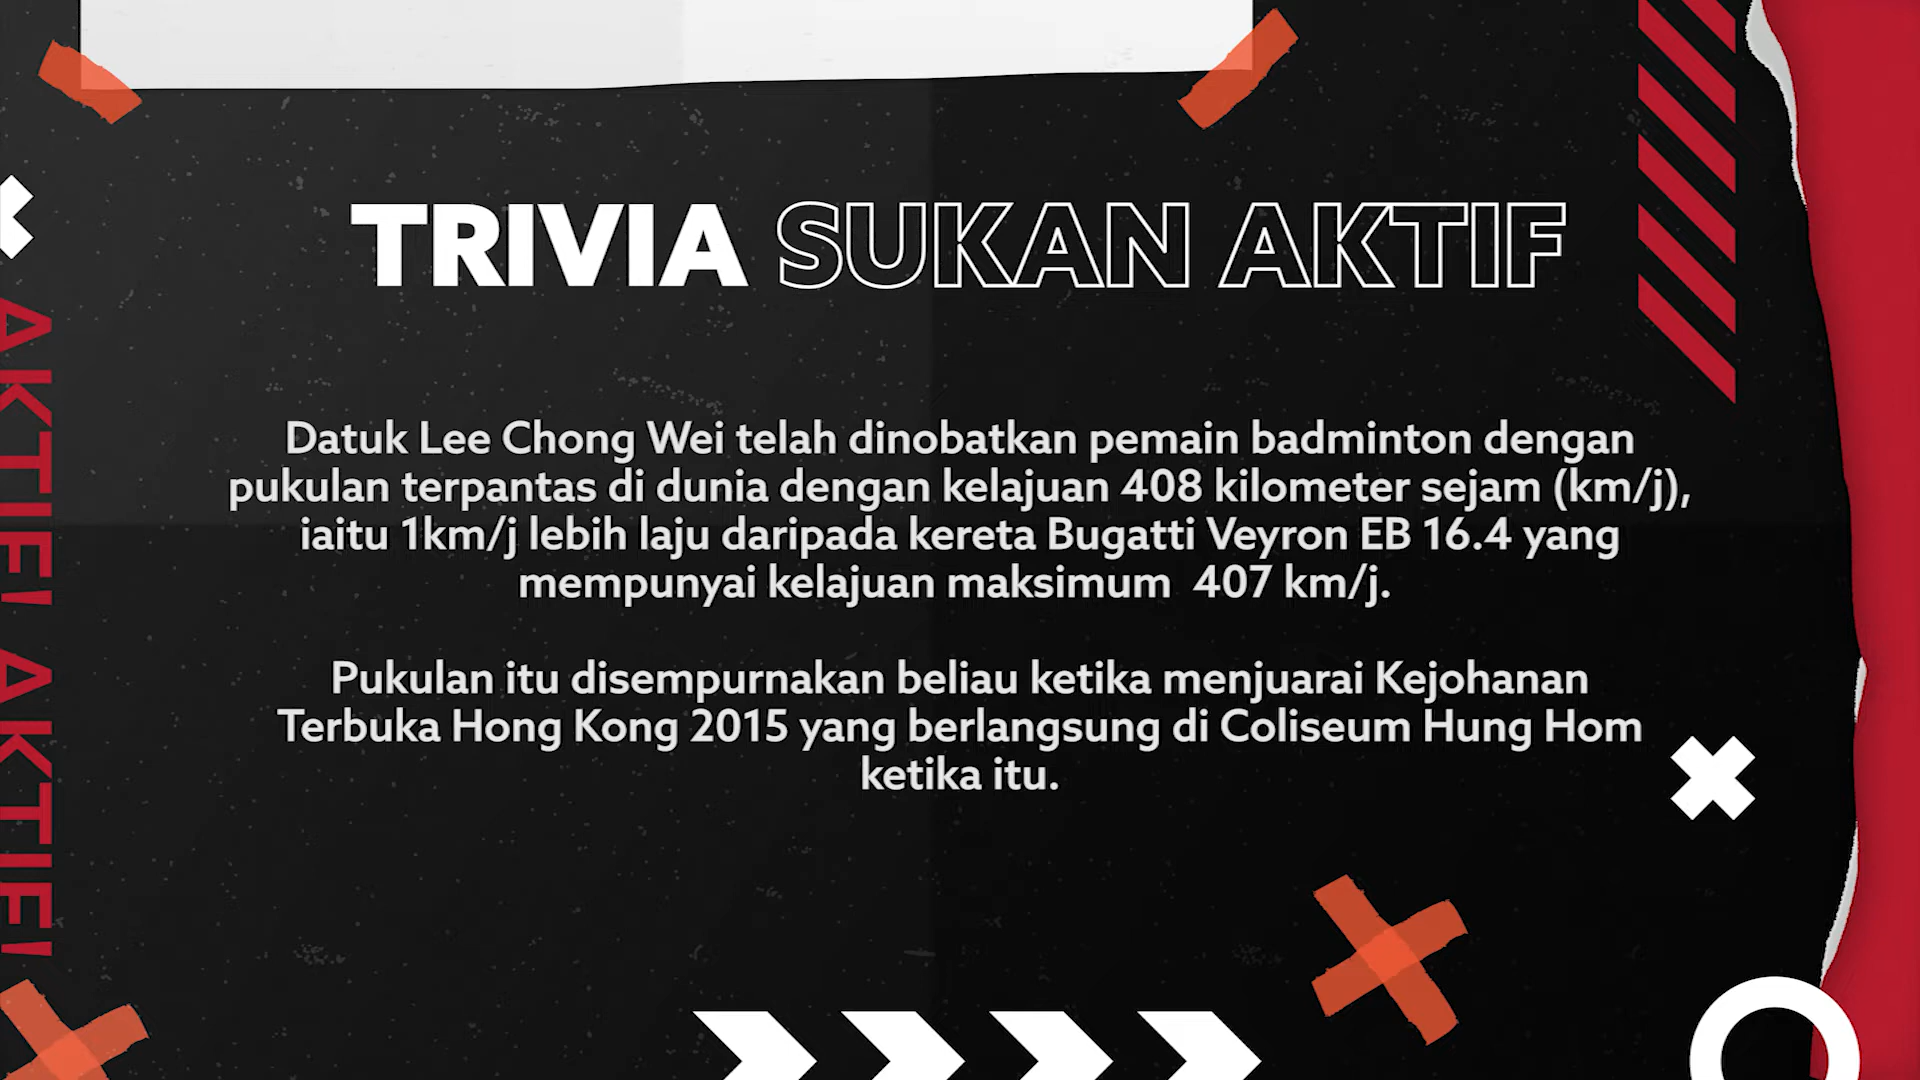 TRIVIA SUKAN AKTIF
Datuk Lee Chong Wei telah dinobatkan pemain badminton dengan
pukulan terpantas di dunia dengan kelajuan 408 kilometer sejam (km/j),
iaitu 1km/j lebih laju daripada kereta Bugatti Veyron EB 16.4 yang
mempunyai kelajuan maksimum  407 km/j.
Pukulan itu disempurnakan beliau ketika menjuarai Kejohanan
Terbuka Hong Kong 2015 yang berlangsung di Coliseum Hung Hom
ketika itu.
AKTIF! AKTIF!